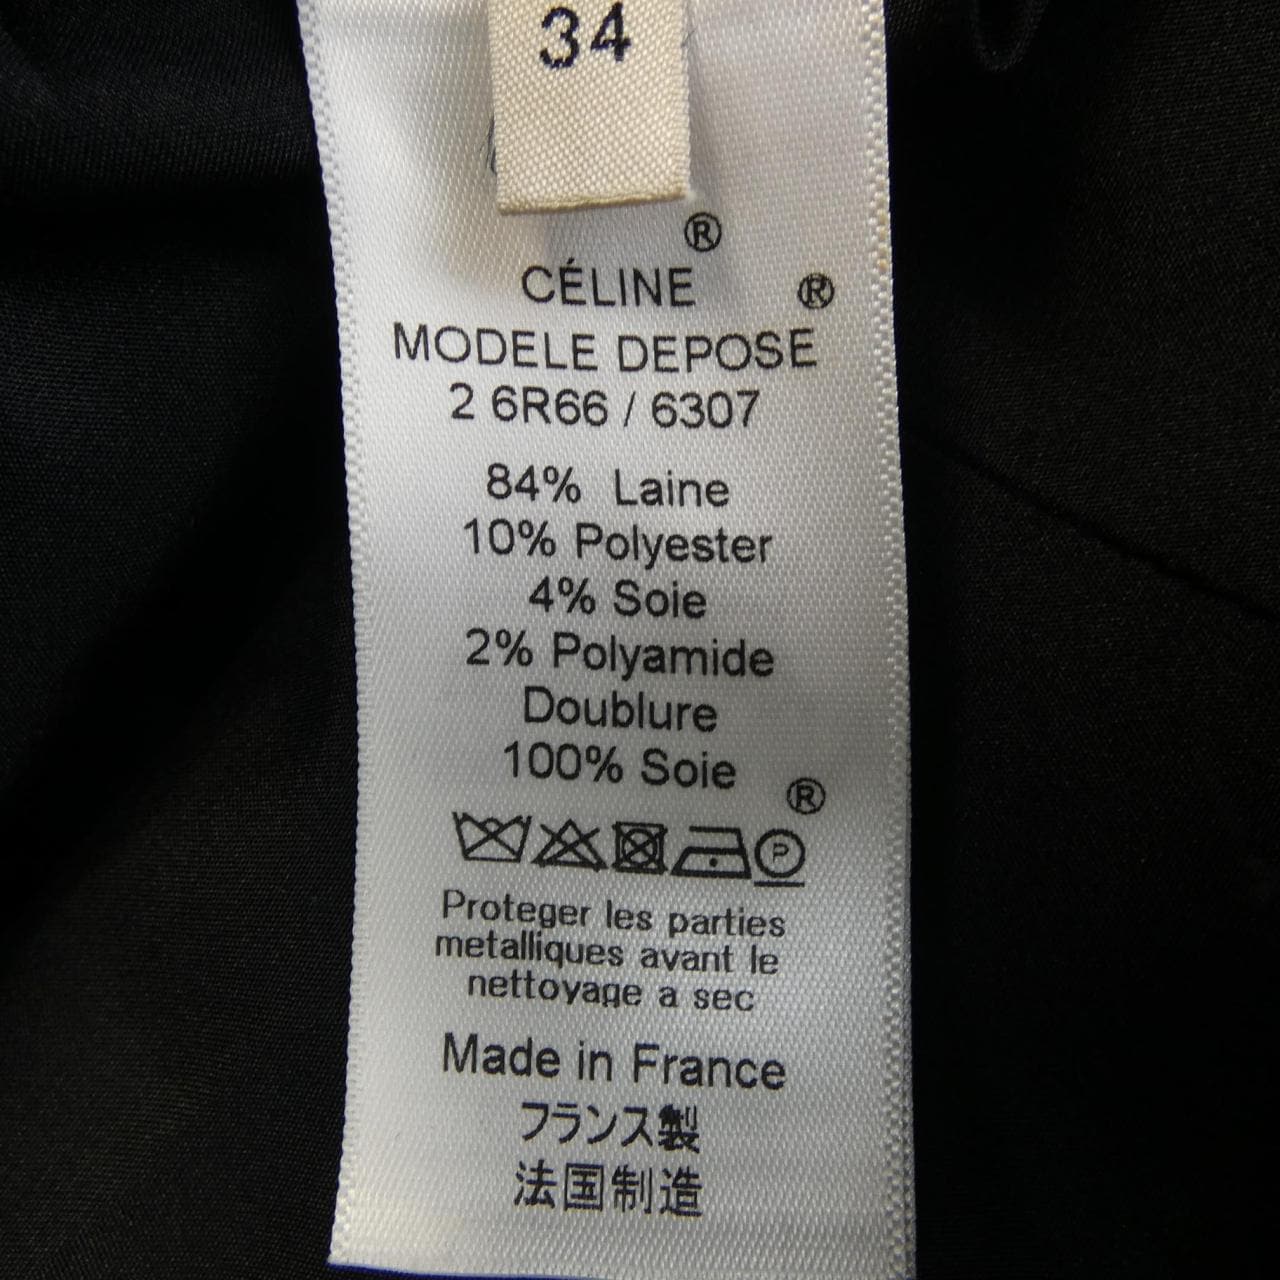 34
®
CÉLINE ®
MODELE DEPOSE
2 6R66 / 6307
84% Laine
10% Polyester
4% Soie
2% Polyamide
Doublure
100% Soie
®
P
Proteger les parties
metalliques avant le
nettoyage a sec
Made in France
フランス製
法国制造